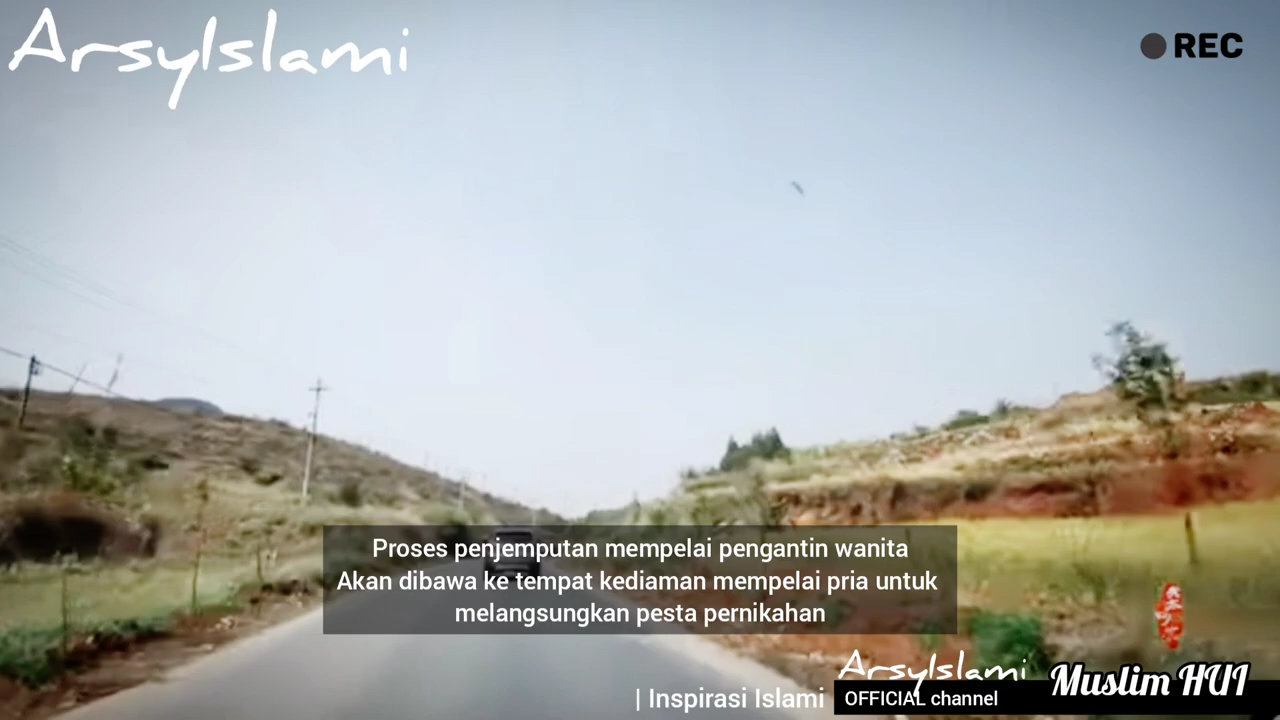 ArsyIslami
REC
Proses penjemputan mempelai pengantin wanita
Akan dibawa ke tempat kediaman mempelai pria untuk
melangsungkan pesta pernikahan
ArsyIslami
| Inspirasi Islami
OFFICIAL channel
Muslim HUI